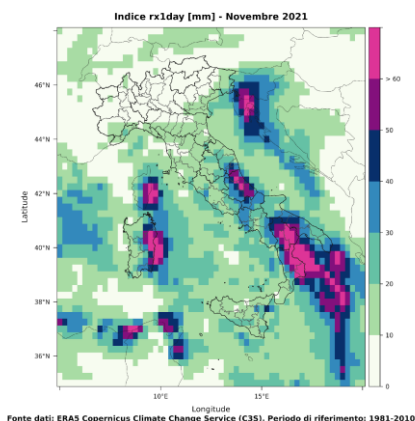 Indice rx1day [mm] - Novembre 2021
46°N
44°N
42°N
40°N
38°N
36°N
Latitude
10°E
15°E
20°E
Longitude
> 60
50
40
30
20
10
0
Fonte dati: ERA5 Copernicus Climate Change Service (C3S). Periodo di riferimento: 1981-2010